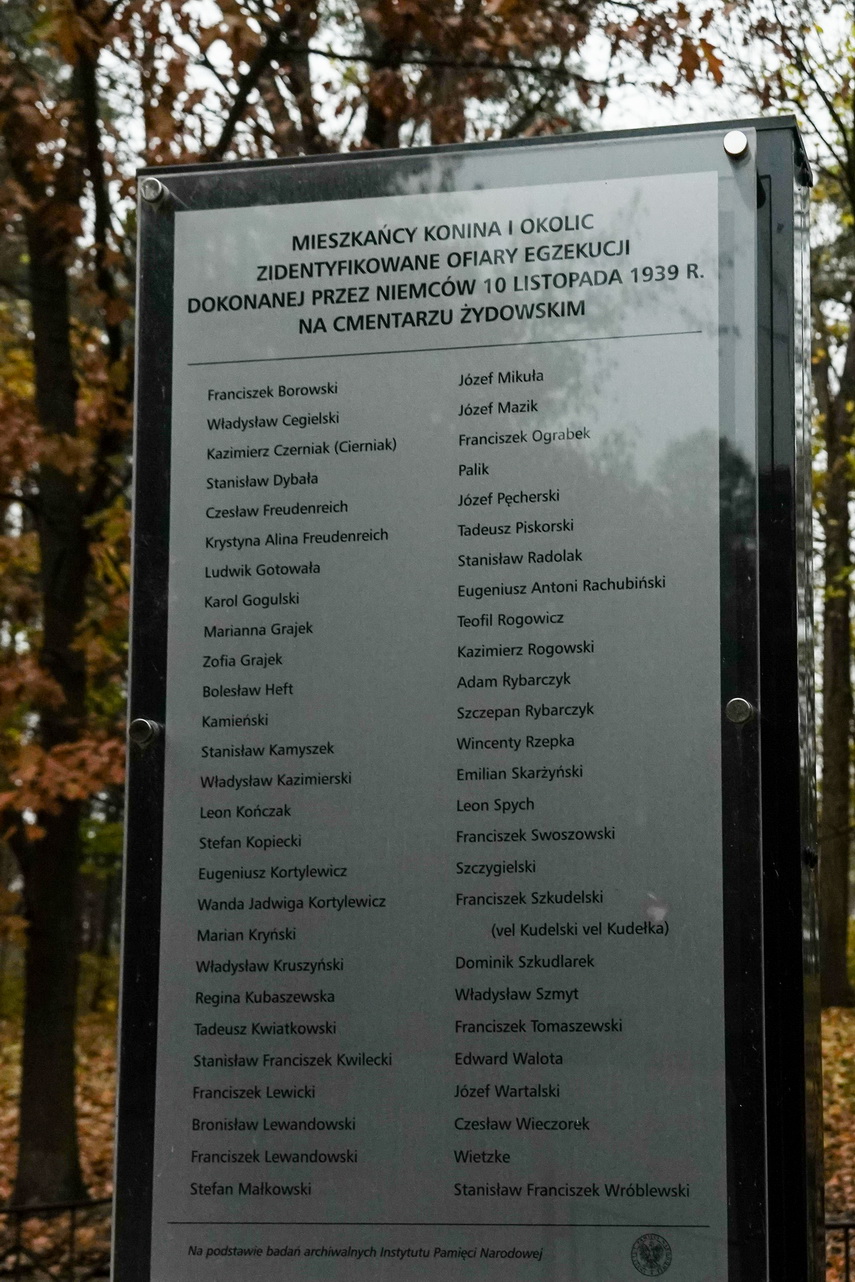 MIESZKAŃCY KONINA I OKOLIC
ZIDENTYFIKOWANE OFIARY EGZEKUCJI
DOKONANEJ PRZEZ NIEMCÓW 10 LISTOPADA 1939 R.
NA CMENTARZU ŻYDOWSKIM
Franciszek Borowski
Władysław Cegielski
Kazimierz Czerniak (Cierniak)
Stanisław Dybała
Czesław Freudenreich
Krystyna Alina Freudenreich
Ludwik Gotowała
Karol Gogulski
Marianna Grajek
Zofia Grajek
Bolesław Heft
Kamieński
Stanisław Kamyszek
Władysław Kazimierski
Leon Kończak
Stefan Kopiecki
Eugeniusz Kortylewicz
Wanda Jadwiga Kortylewicz
Marian Kryński
Władysław Kruszyński
Regina Kubaszewska
Tadeusz Kwiatkowski
Stanisław Franciszek Kwilecki
Franciszek Lewicki
Bronisław Lewandowski
Franciszek Lewandowski
Stefan Małkowski
Józef Mikuła
Józef Mazik
Franciszek Ograbek
Palik
Józef Pęcherski
Tadeusz Piskorski
Stanisław Radolak
Eugeniusz Antoni Rachubiński
Teofil Rogowicz
Kazimierz Rogowski
Adam Rybarczyk
Szczepan Rybarczyk
Wincenty Rzepka
Emilian Skarżyński
Leon Spych
Franciszek Swoszowski
Szczygielski
Franciszek Szkudelski
(vel Kudelski vel Kudełka)
Dominik Szkudlarek
Władysław Szmyt
Franciszek Tomaszewski
Edward Walota
Józef Wartalski
Czesław Wieczorek
Wietzke
Stanisław Franciszek Wróblewski
Na podstawie badań archiwalnych Instytutu Pamięci Narodowej